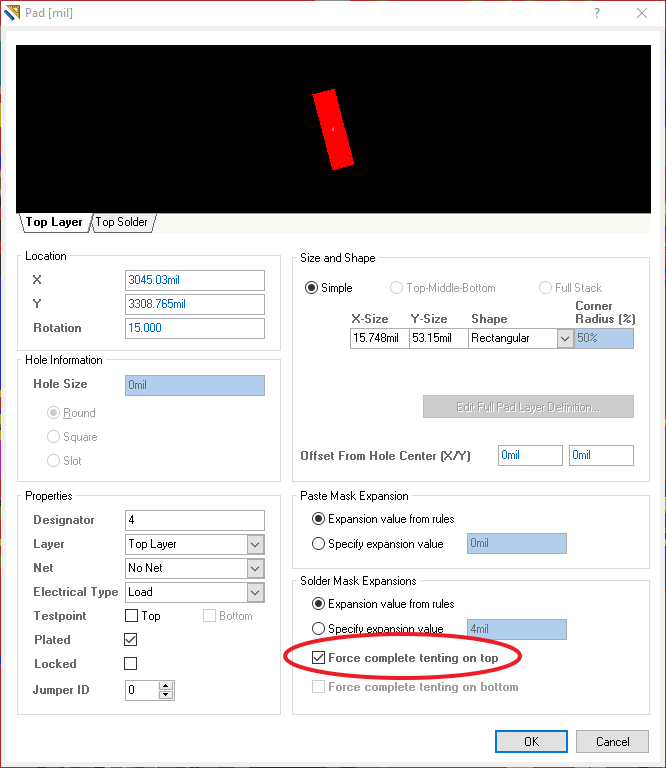 Pad [mil]
?
Top Layer
Top Solder
Location
X
3045.03mil
Y
3308.765mil
Rotation
15.000
Hole Information
Hole Size
0mil
Round
Square
Slot
Size and Shape
Simple
Top-Middle-Bottom
Full Stack
X-Size Y-Size Shape Corner Radius (%)
15.748mil 53.15mil Rectangular 50%
Edit Full Pad Layer Definition...
Offset From Hole Center (X/Y)
0mil 0mil
Properties
Designator
4
Layer
Top Layer
Net
No Net
Electrical Type
Load
Testpoint
Top
Bottom
Plated
Locked
Jumper ID
0
Paste Mask Expansion
Expansion value from rules
Specify expansion value
0mil
Solder Mask Expansions
Expansion value from rules
Specify expansion value
4mil
Force complete tenting on top
Force complete tenting on bottom
OK
Cancel